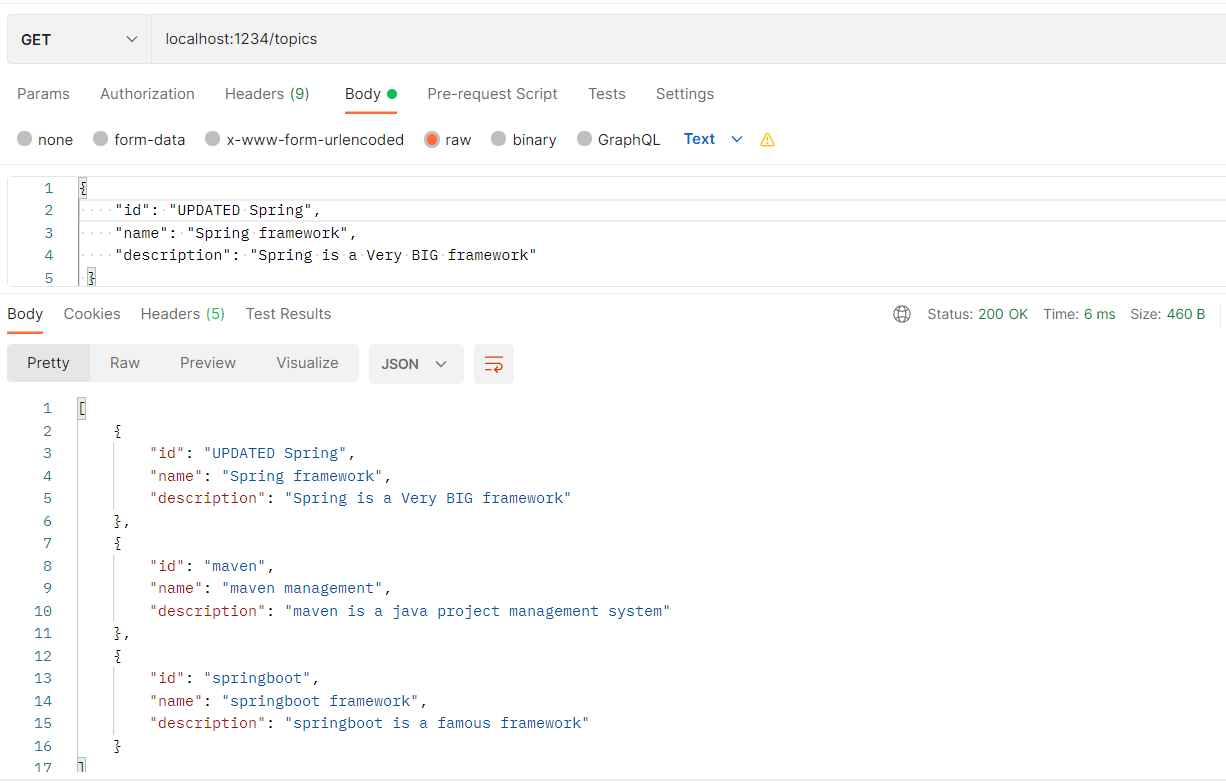 GET localhost:1234/topics
Params Authorization Headers (9) Body Pre-request Script Tests Settings
none form-data x-www-form-urlencoded raw binary GraphQL Text
1 {
2 "id": "UPDATED Spring",
3 "name": "Spring framework",
4 "description": "Spring is a Very BIG framework"
5 }
Body Cookies Headers (5) Test Results Status: 200 OK Time: 6 ms Size: 460 B
Pretty Raw Preview Visualize JSON
1 [
2 {
3 "id": "UPDATED Spring",
4 "name": "Spring framework",
5 "description": "Spring is a Very BIG framework"
6 },
7 {
8 "id": "maven",
9 "name": "maven management",
10 "description": "maven is a java project management system"
11 },
12 {
13 "id": "springboot",
14 "name": "springboot framework",
15 "description": "springboot is a famous framework"
16 }
17 ]